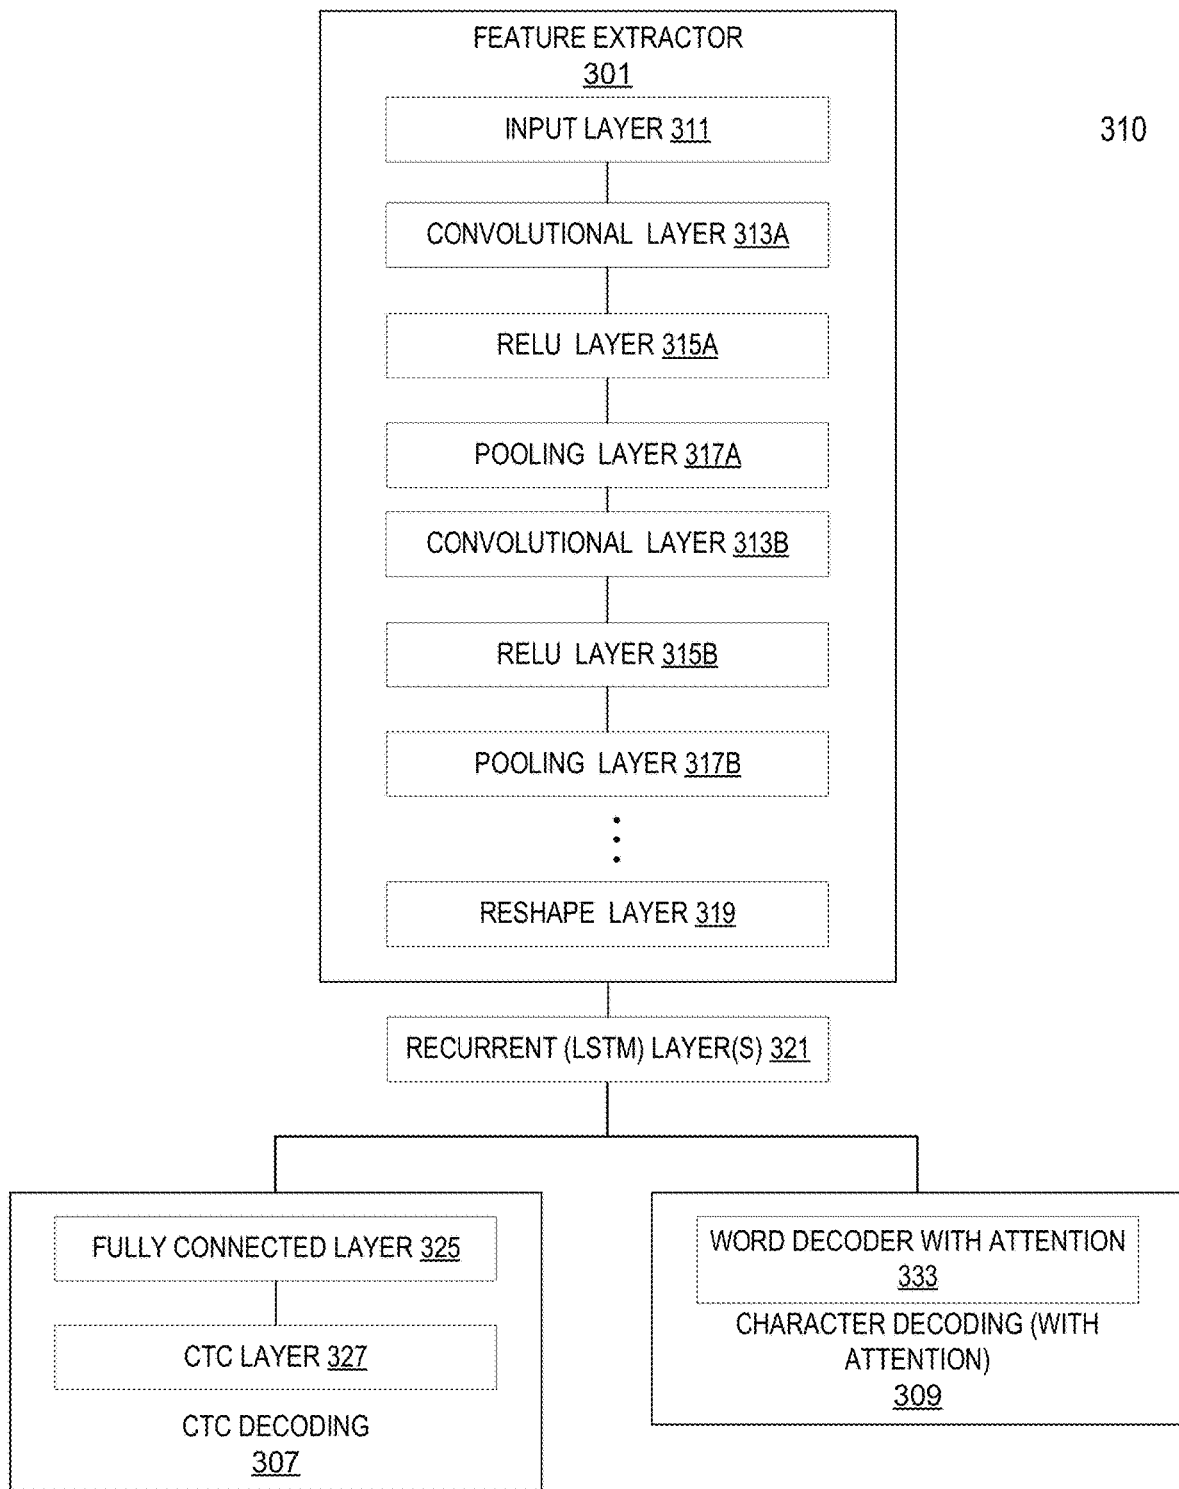 FEATURE EXTRACTOR
301
310
INPUT LAYER 311
CONVOLUTIONAL LAYER 313A
RELU LAYER 315A
POOLING LAYER 317A
CONVOLUTIONAL LAYER 313B
RELU LAYER 315B
POOLING LAYER 317B
RESHAPE LAYER 319
RECURRENT (LSTM) LAYER(S) 321
FULLY CONNECTED LAYER 325
CTC LAYER 327
CTC DECODING
307
WORD DECODER WITH ATTENTION
333
CHARACTER DECODING (WITH
ATTENTION)
309